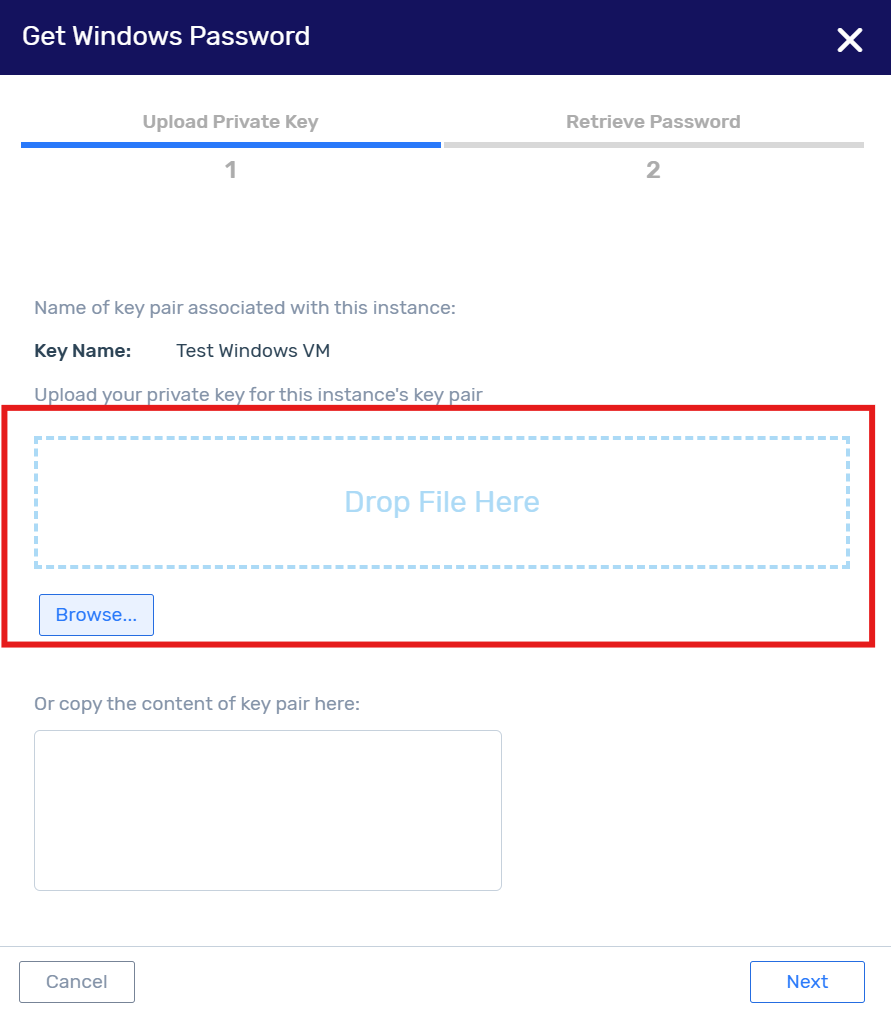 Get Windows Password
Upload Private Key
Retrieve Password
1
2
Name of key pair associated with this instance:
Key Name: Test Windows VM
Upload your private key for this instance's key pair
Drop File Here
Browse...
Or copy the content of key pair here:
Cancel
Next